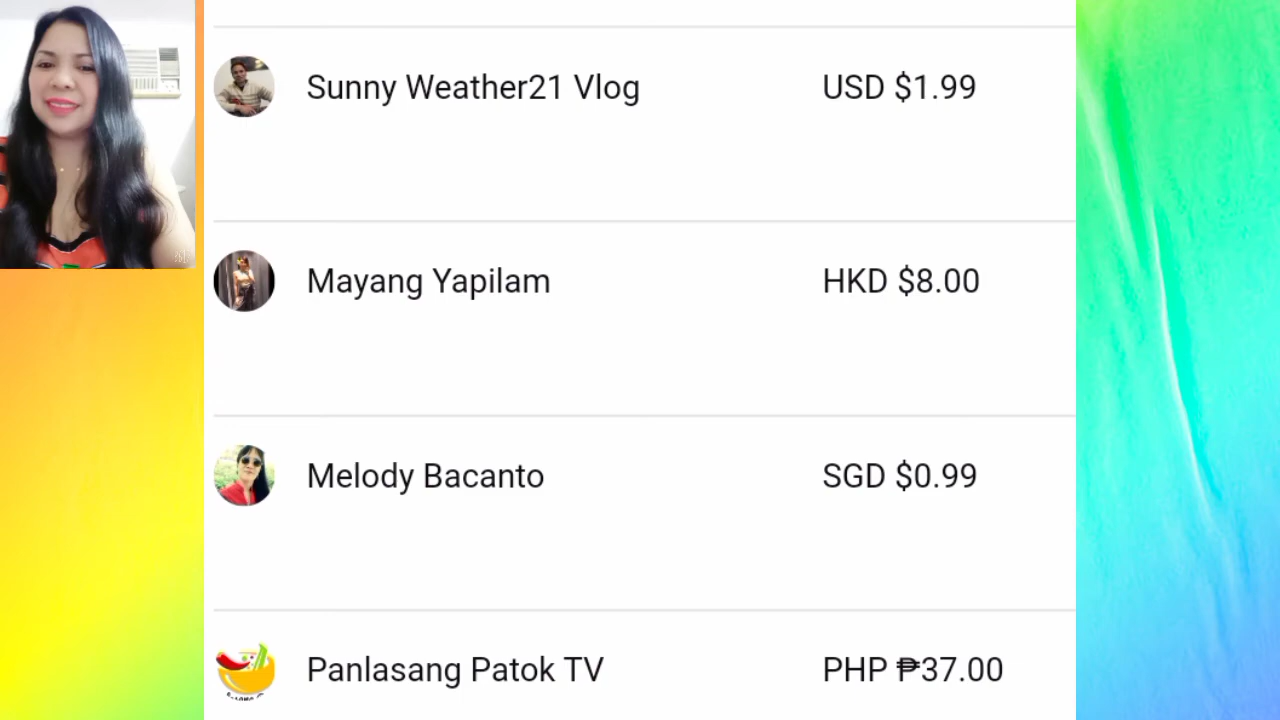 Sunny Weather21 Vlog USD $1.99
Mayang Yapilam HKD $8.00
Melody Bacanto SGD $0.99
Panlasang Patok TV PHP ₱37.00